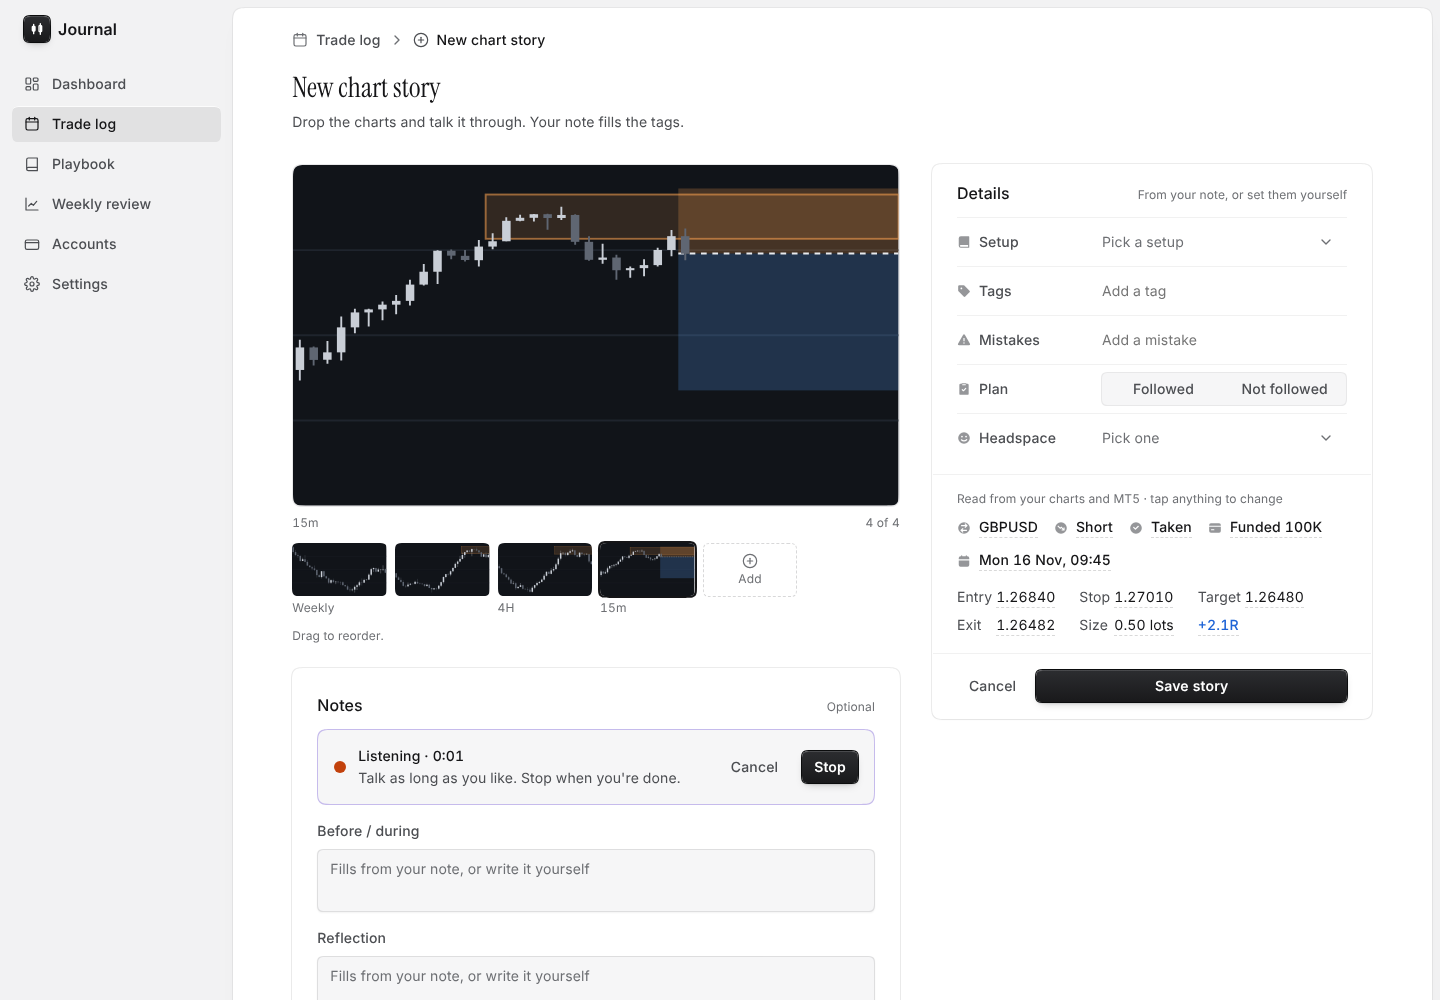 Journal
Dashboard
Trade log
Playbook
Weekly review
Accounts
Settings
Trade log > New chart story
New chart story
Drop the charts and talk it through. Your note fills the tags.
15m 4 of 4
Add
Weekly 4H 15m
Drag to reorder.
Notes Optional
Listening · 0:01
Talk as long as you like. Stop when you're done.
Cancel Stop
Before / during
Fills from your note, or write it yourself
Reflection
Fills from your note, or write it yourself
Details From your note, or set them yourself
Setup Pick a setup
Tags Add a tag
Mistakes Add a mistake
Plan Followed Not followed
Headspace Pick one
Read from your charts and MT5 · tap anything to change
GBPUSD Short Taken Funded 100K
Mon 16 Nov, 09:45
Entry 1.26840 Stop 1.27010 Target 1.26480
Exit 1.26482 Size 0.50 lots +2.1R
Cancel Save story